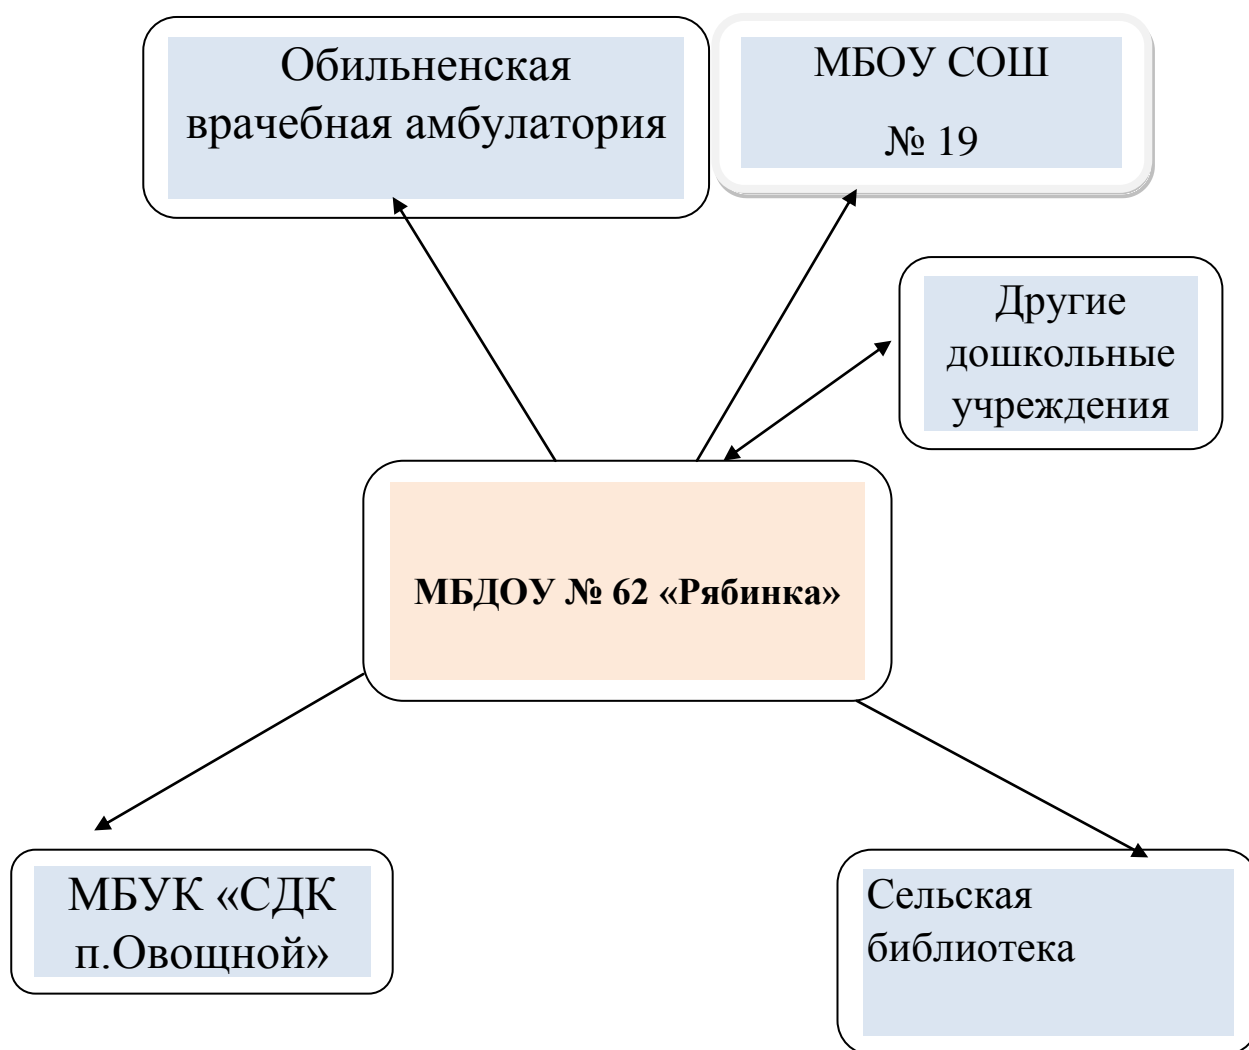 Обильненская
врачебная амбулатория
МБОУ СОШ
№ 19
Другие
дошкольные
учреждения
МБДОУ № 62 «Рябинка»
МБУК «СДК
п.Овощной»
Сельская
библиотека